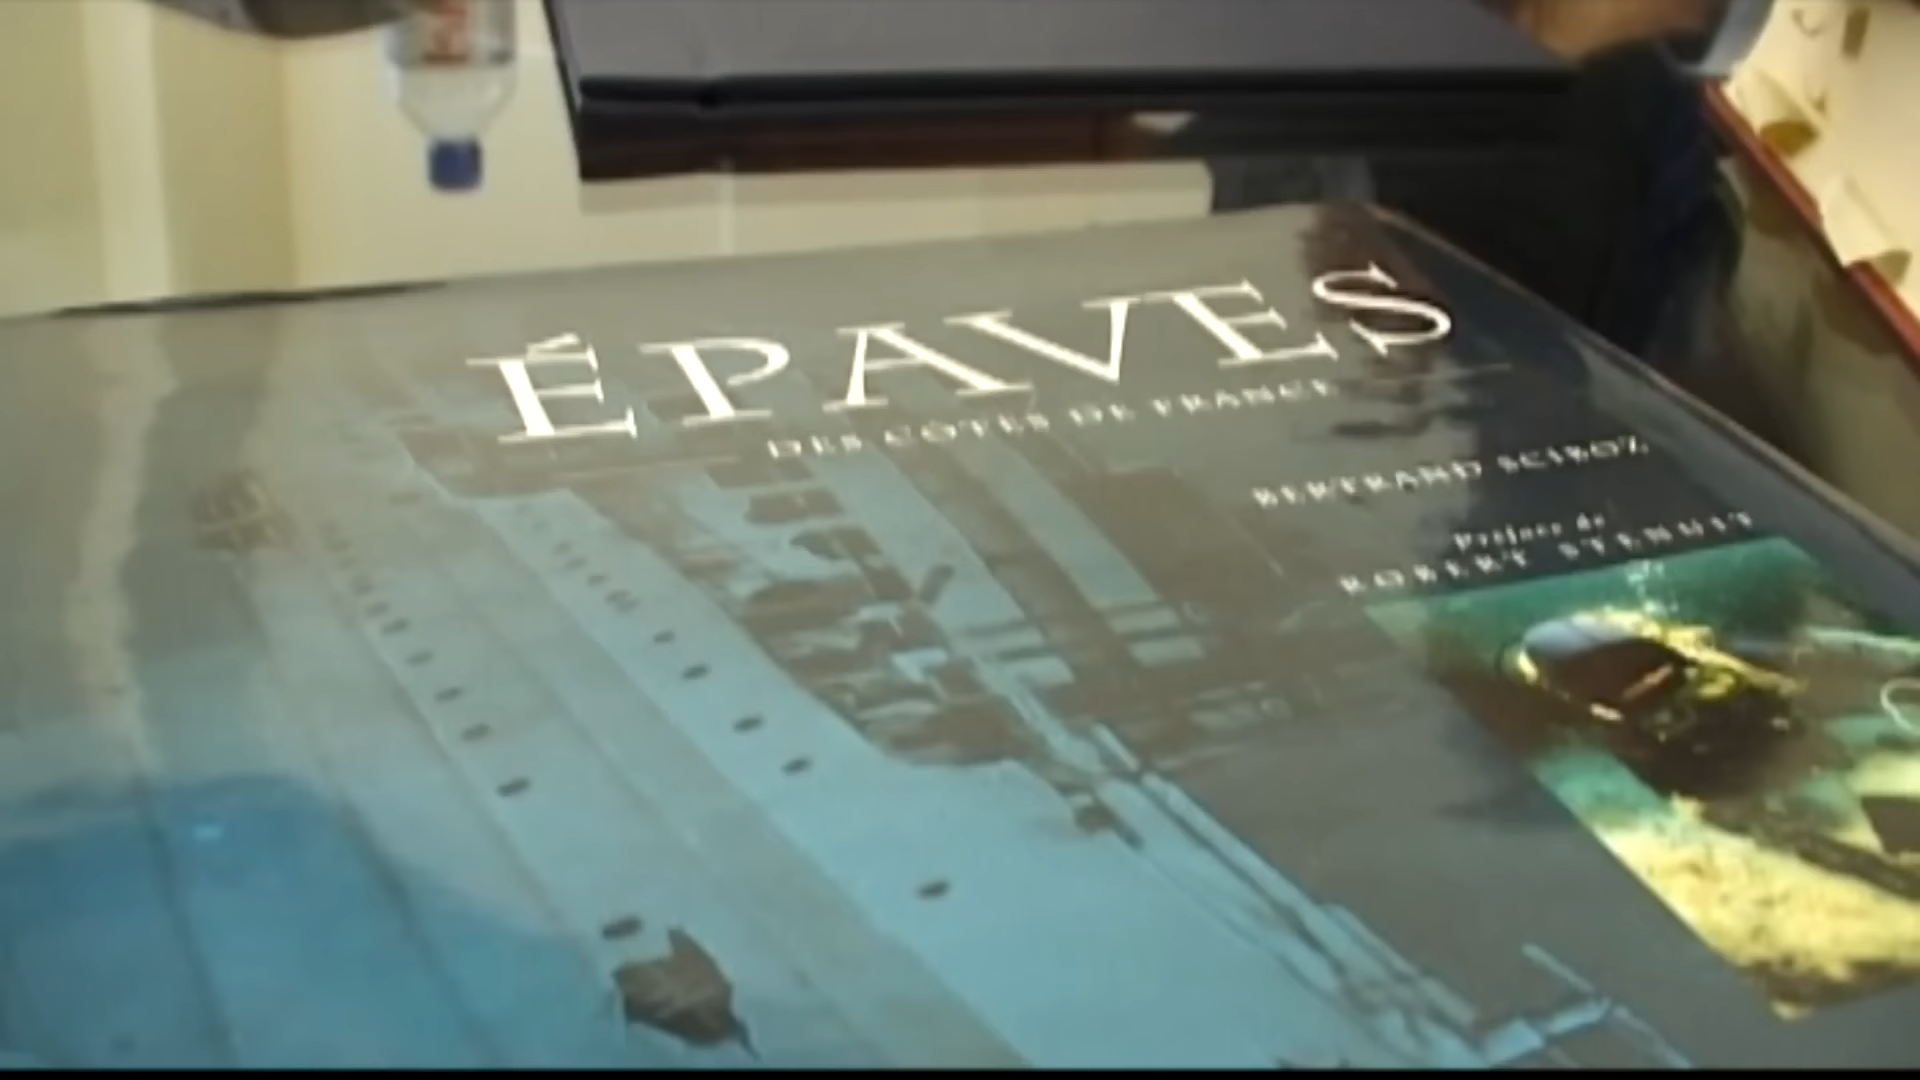 ÉPAVES
DES CÔTES DE FRANCE
BERTRAND SCIBOZ
Préface de
ROBERT STENUIT